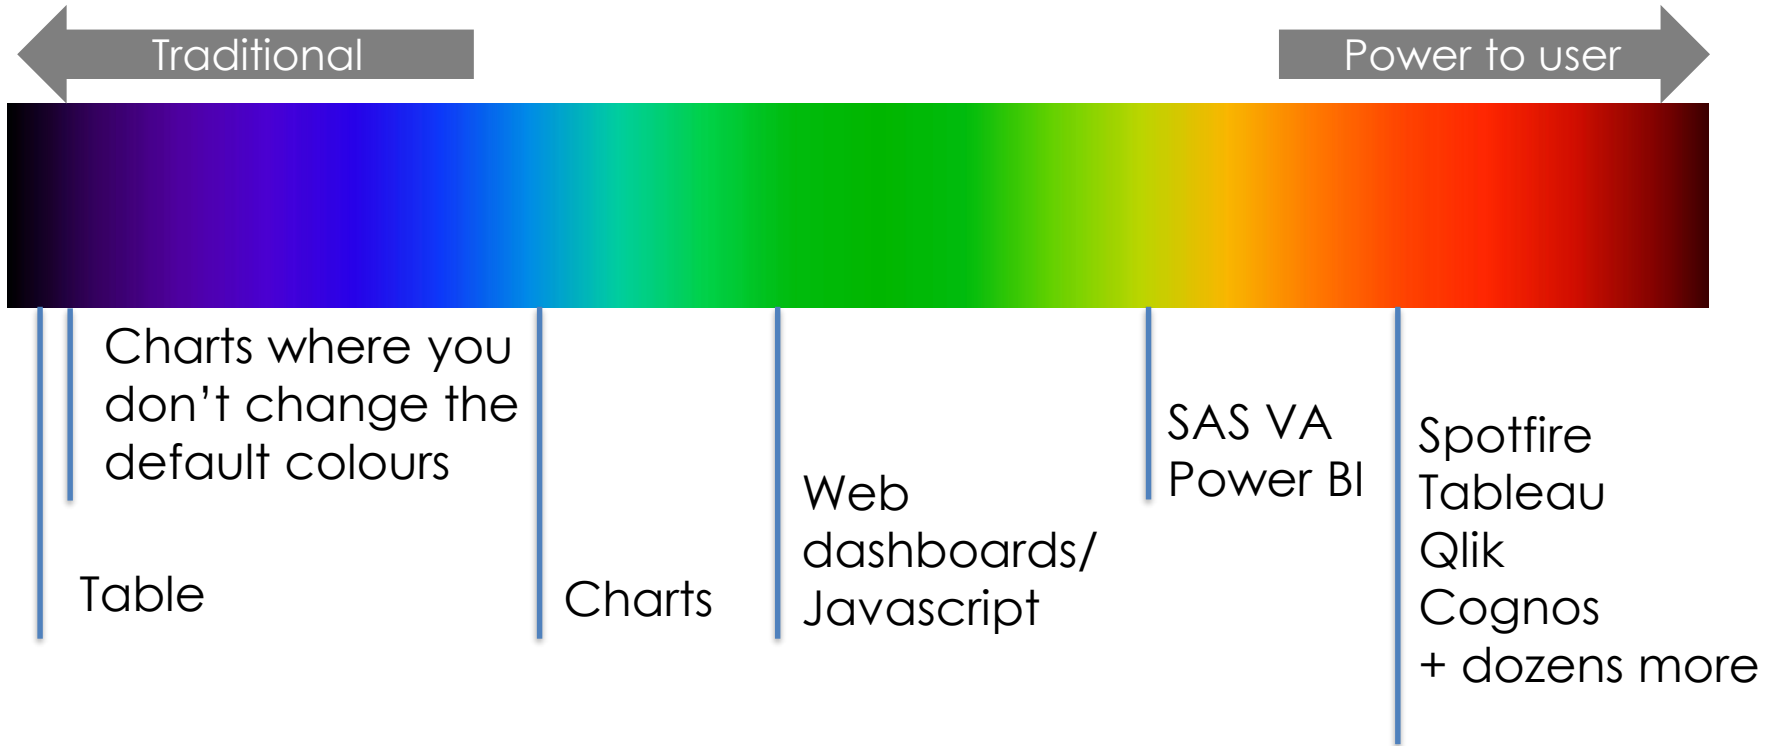 Traditional
Power to user
Charts where you
don’t change the
default colours
Table
Charts
Web
dashboards/
Javascript
SAS VA
Power BI
Spotfire
Tableau
Qlik
Cognos
+ dozens more